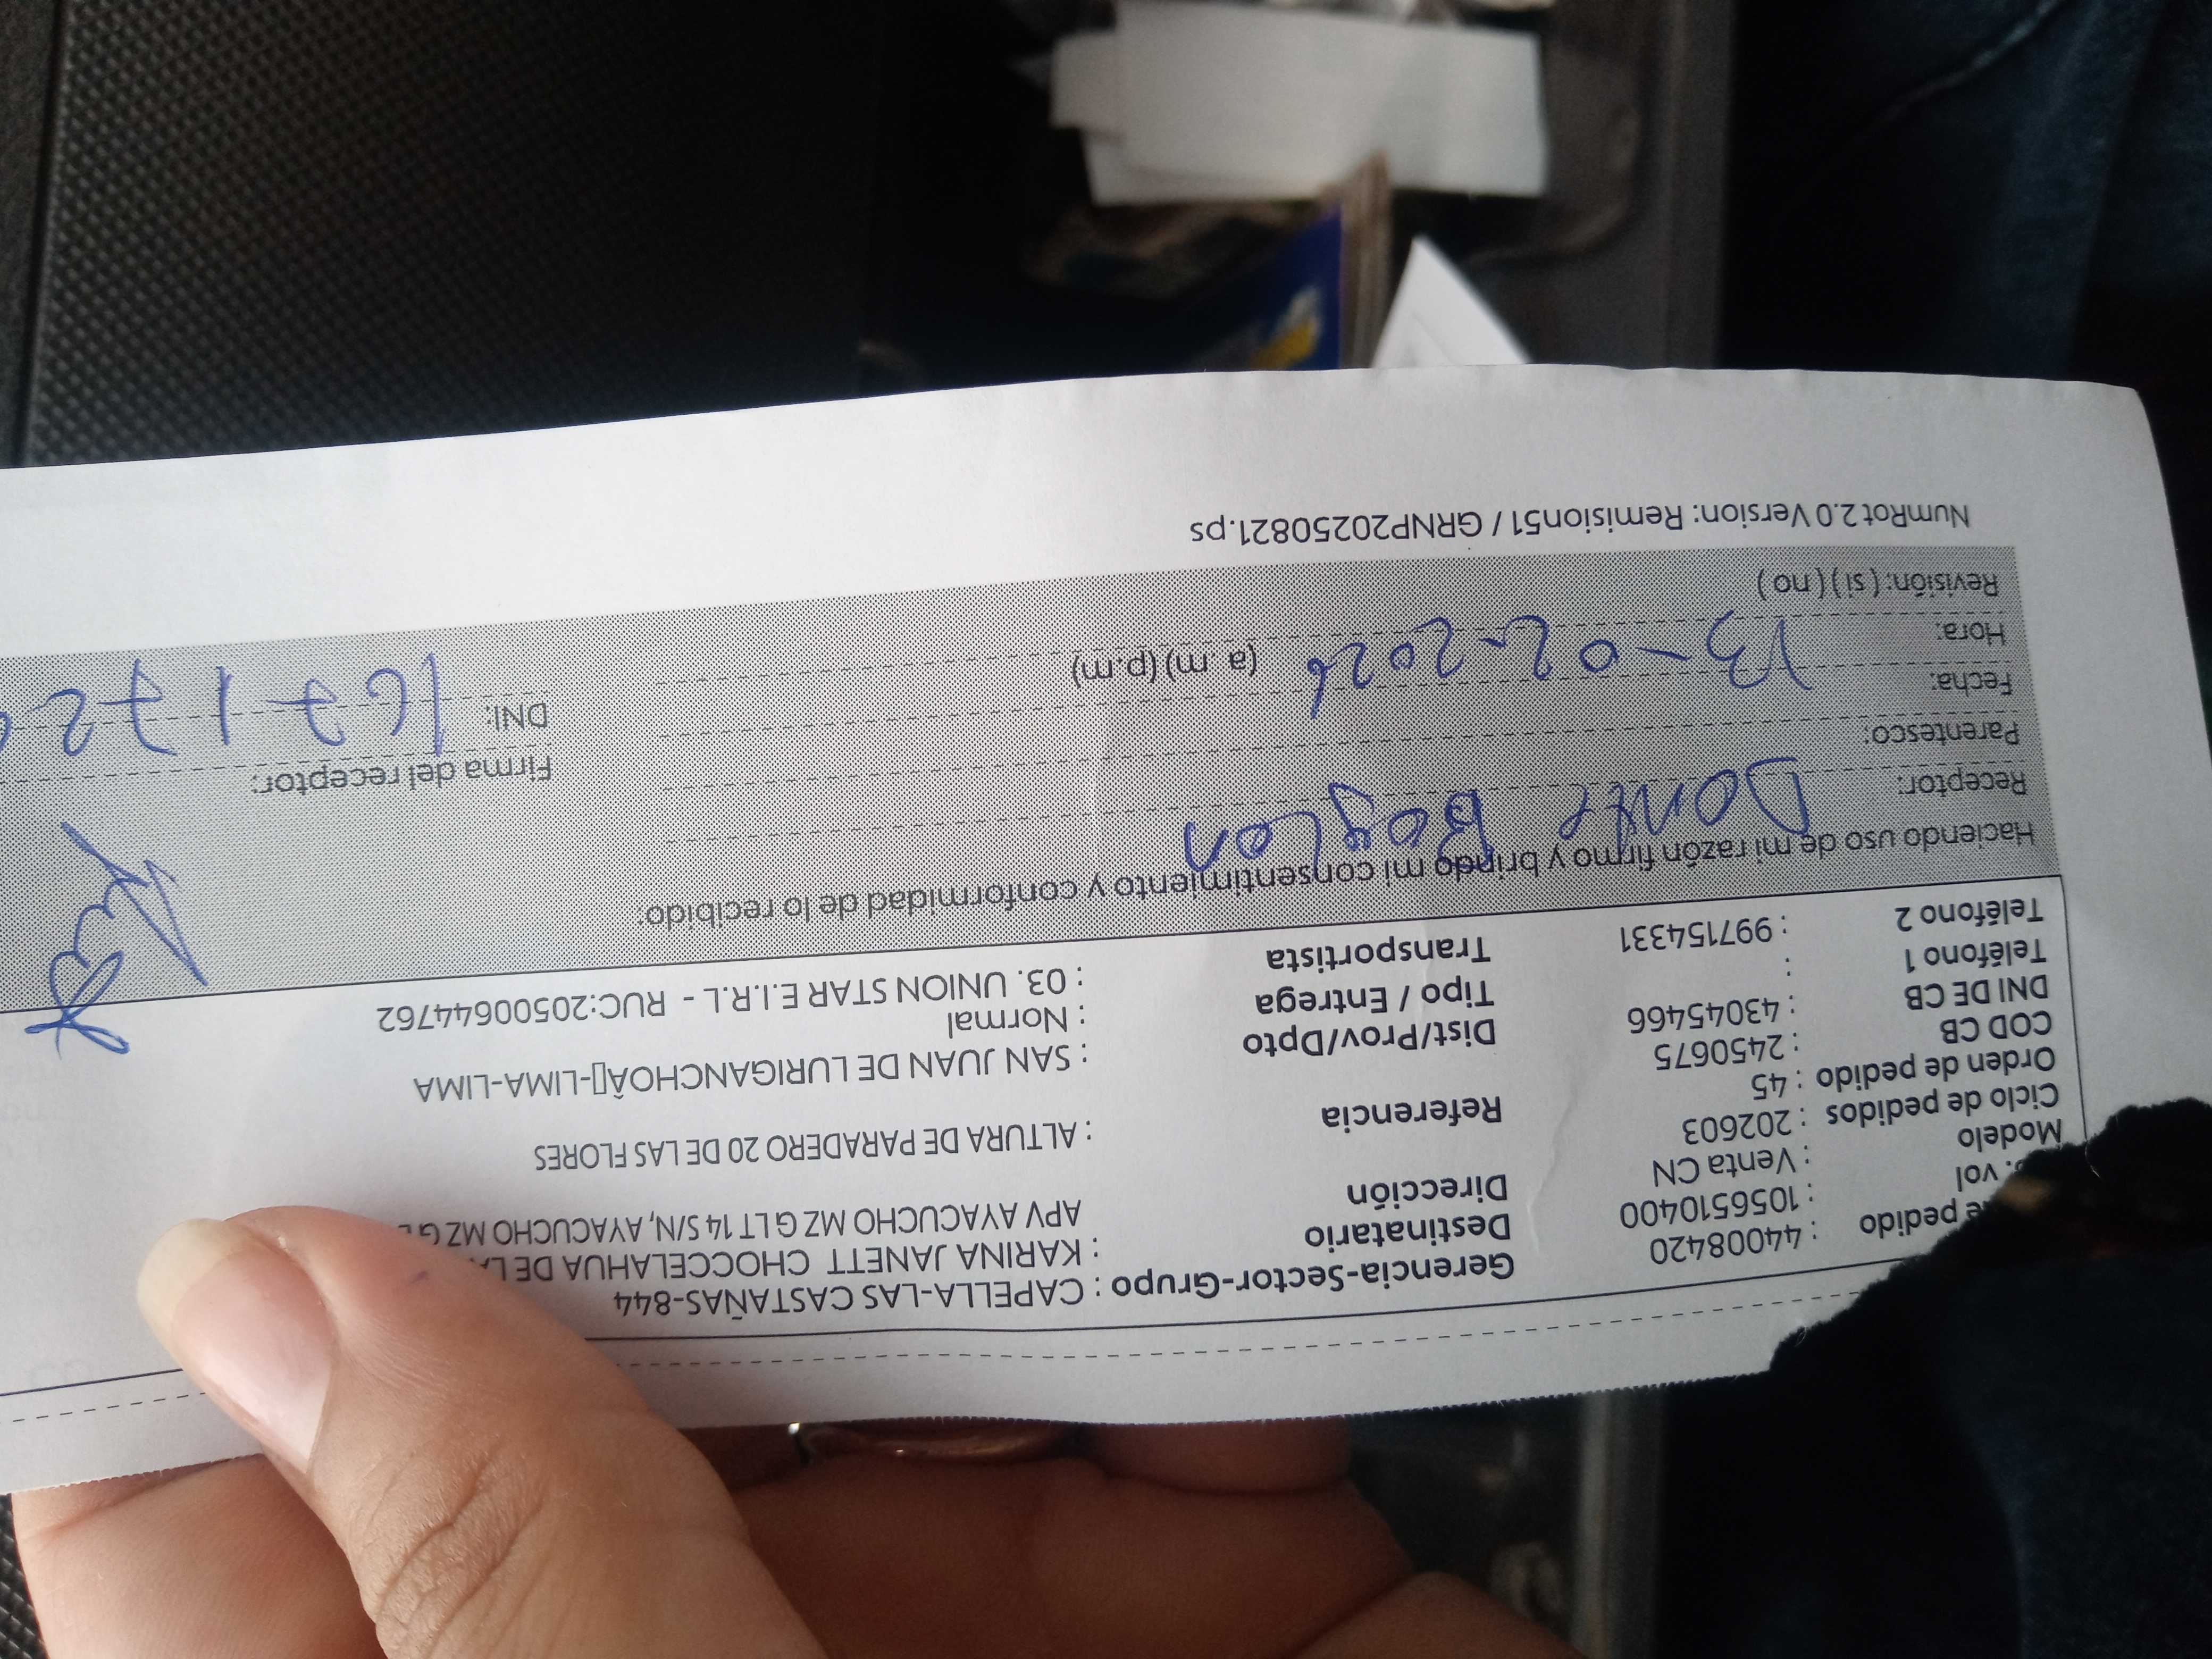 e pedido : 44008420 Gerencia-Sector-Grupo : CAPELLA-LAS CASTAÑAS-844
. vol : 1056510400 Destinatario : KARINA JANETT CHOCCELAHUA DE LA
Modelo : Venta CN Dirección APV AYACUCHO MZ G LT 14 S/N, AYACUCHO MZ G
Ciclo de pedidos : 202603
Orden de pedido : 45 Referencia : ALTURA DE PARADERO 20 DE LAS FLORES
COD CB : 2450675
DNI DE CB : 43045466 Dist/Prov/Dpto : SAN JUAN DE LURIGANCHOÂ▯-LIMA-LIMA
Teléfono 1 : Tipo / Entrega : Normal
Teléfono 2 : 997154331 Transportista : 03. UNION STAR E.I.R.L - RUC:20500644762
Haciendo uso de mi razón firmo y brindo mi consentimiento y conformidad de lo recibido:
Receptor:
Parentesco: Firma del receptor:
Fecha: 13-02-2026 DNI: 167172
Hora: (a. m) (p.m)
Revisión: ( si ) ( no )
NumRot 2.0 Version: Remision51 / GRNP20250821.ps